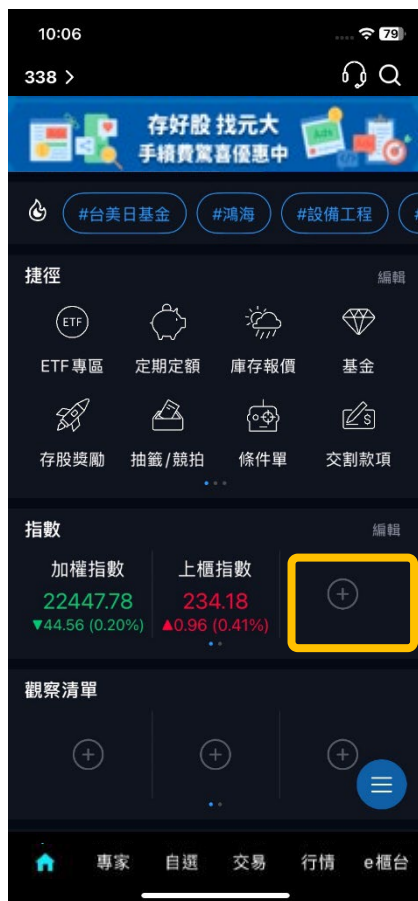 10:06 79
338 >
存好股 找元大
手續費驚喜優惠中
Ads
#台美日基金 #鴻海 #設備工程 #
捷徑 編輯
ETF
ETF專區 定期定額 庫存報價 基金
存股獎勵 抽籤/競拍 條件單 交割款項
指數 編輯
加權指數 上櫃指數
22447.78 234.18
▼44.56 (0.20%) ▲0.96 (0.41%)
觀察清單
專家 自選 交易 行情 e櫃台